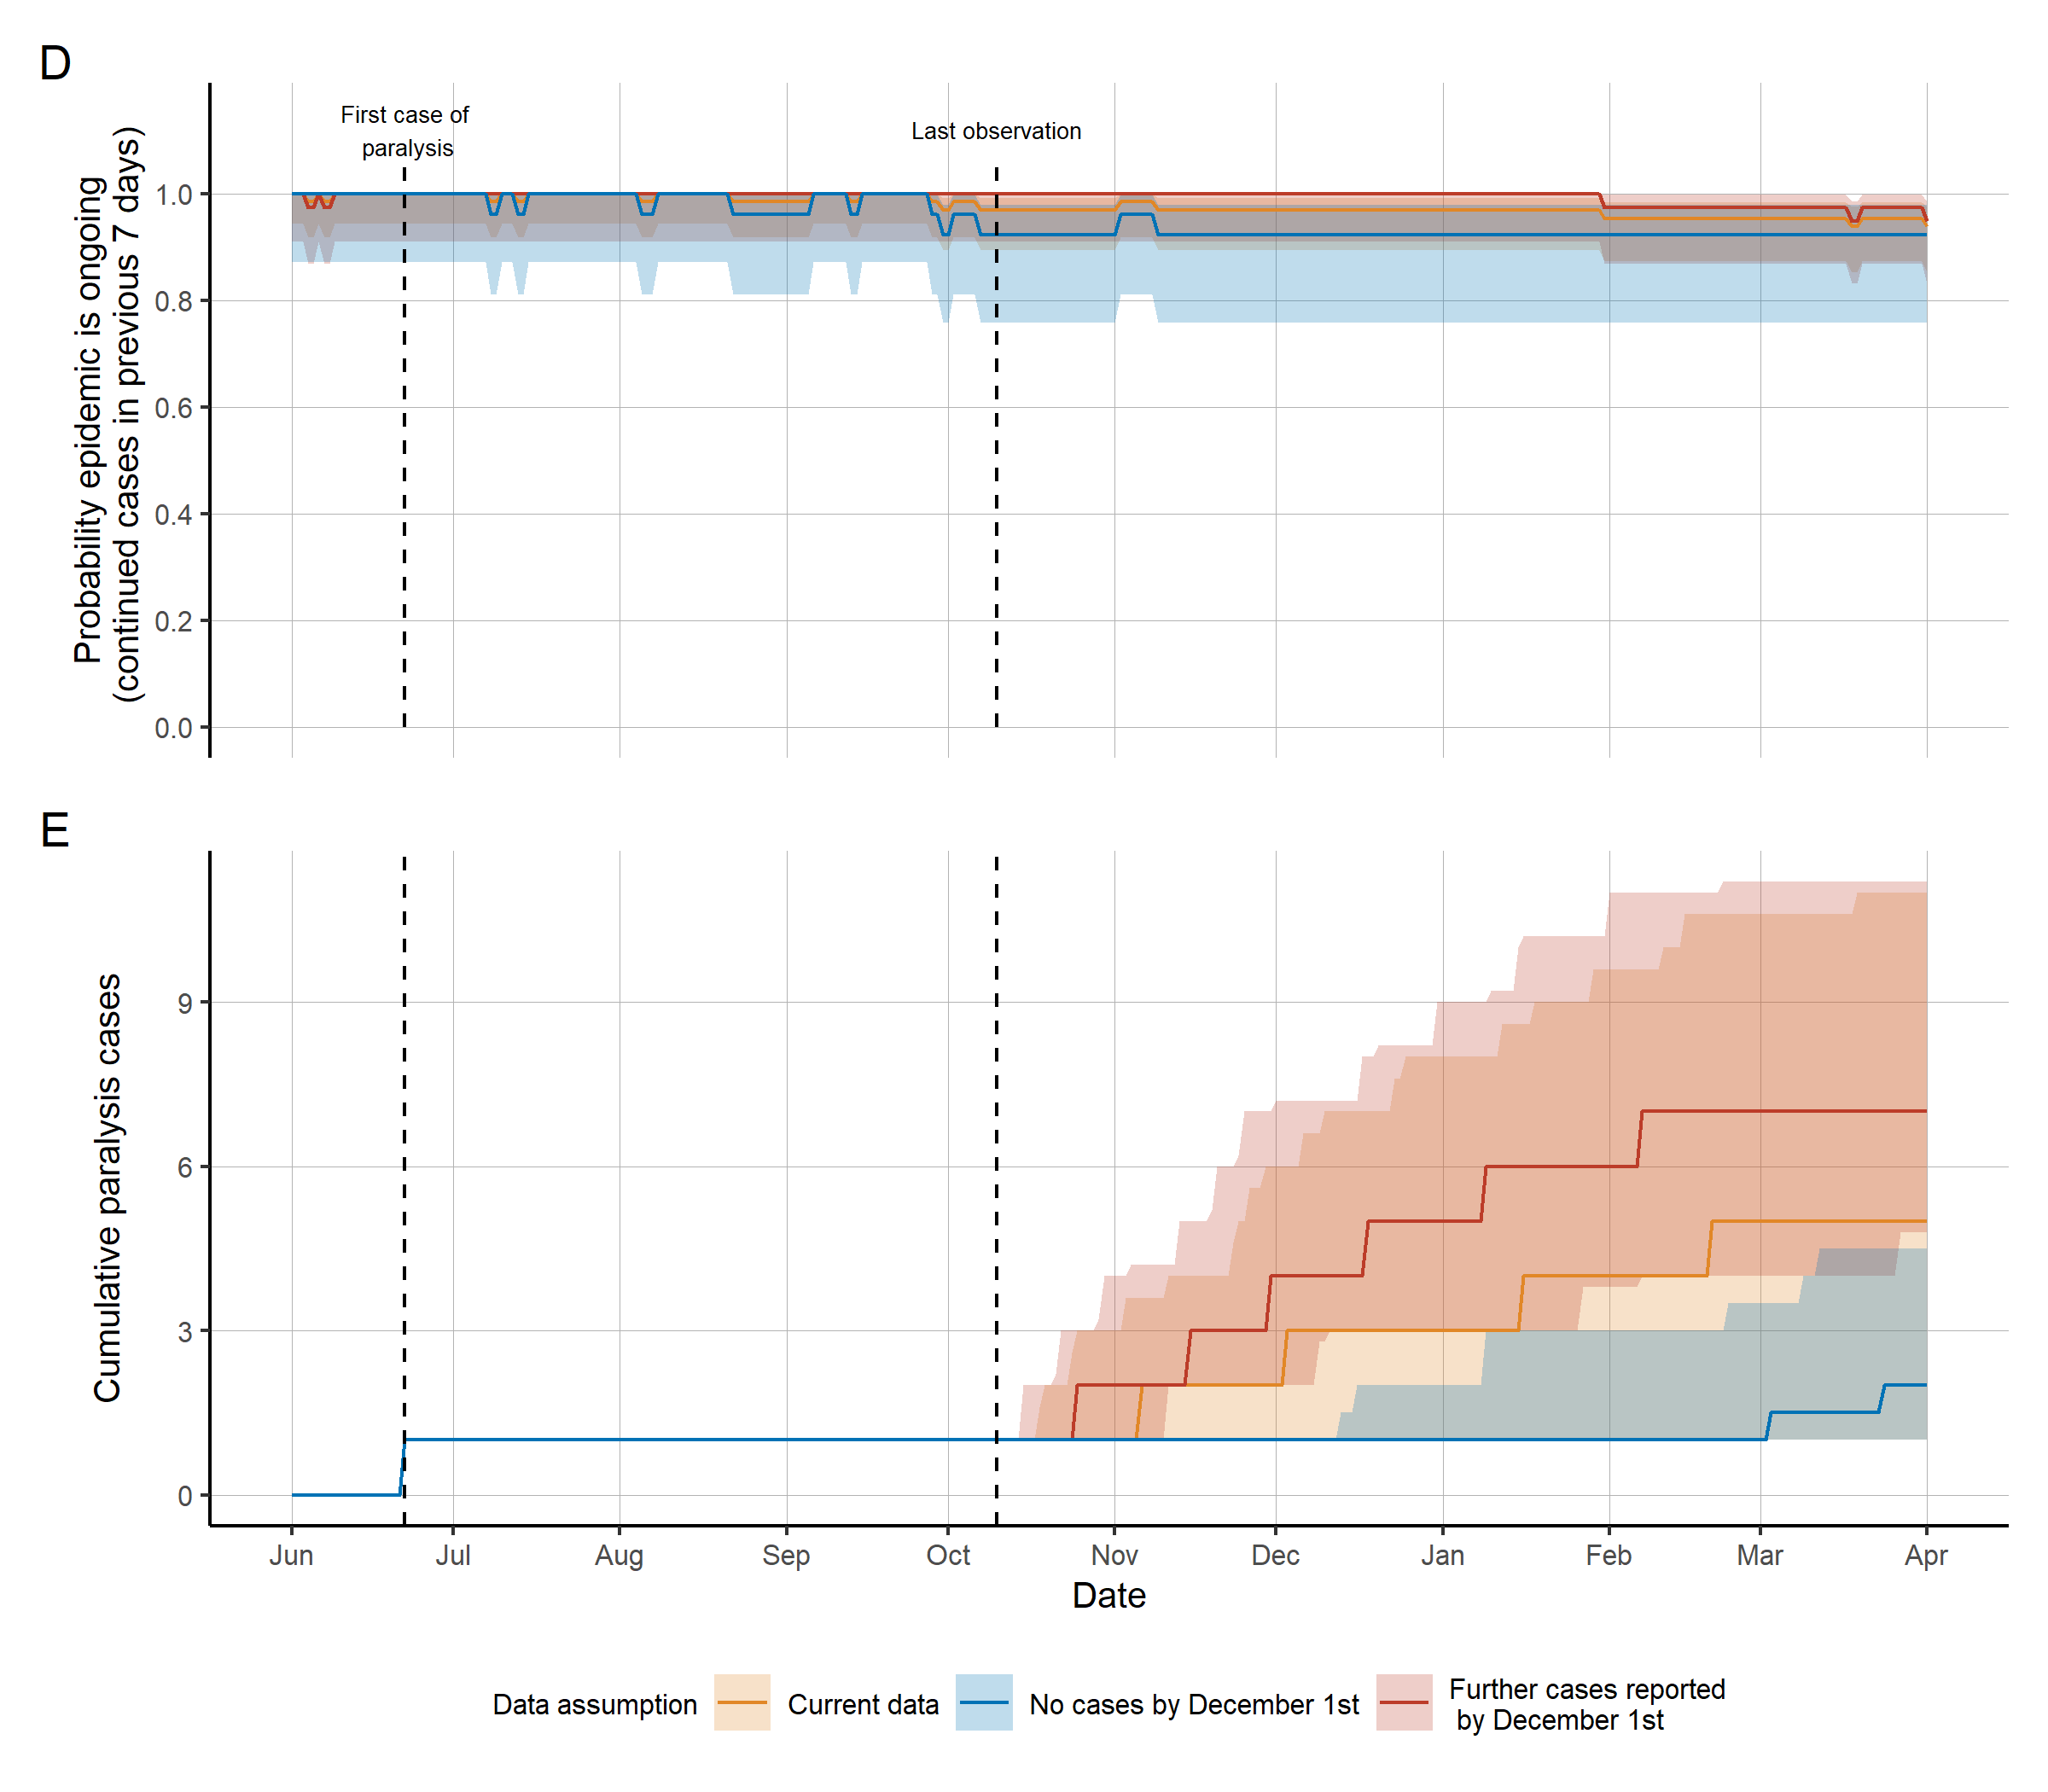 D
First case of
paralysis
Last observation
Probability epidemic is ongoing
(continued cases in previous 7 days)
1.0
0.8
0.6
0.4
0.2
0.0
E
Cumulative paralysis cases
9
6
3
0
Jun Jul Aug Sep Oct Nov Dec Jan Feb Mar Apr
Date
Data assumption Current data No cases by December 1st Further cases reported
by December 1st